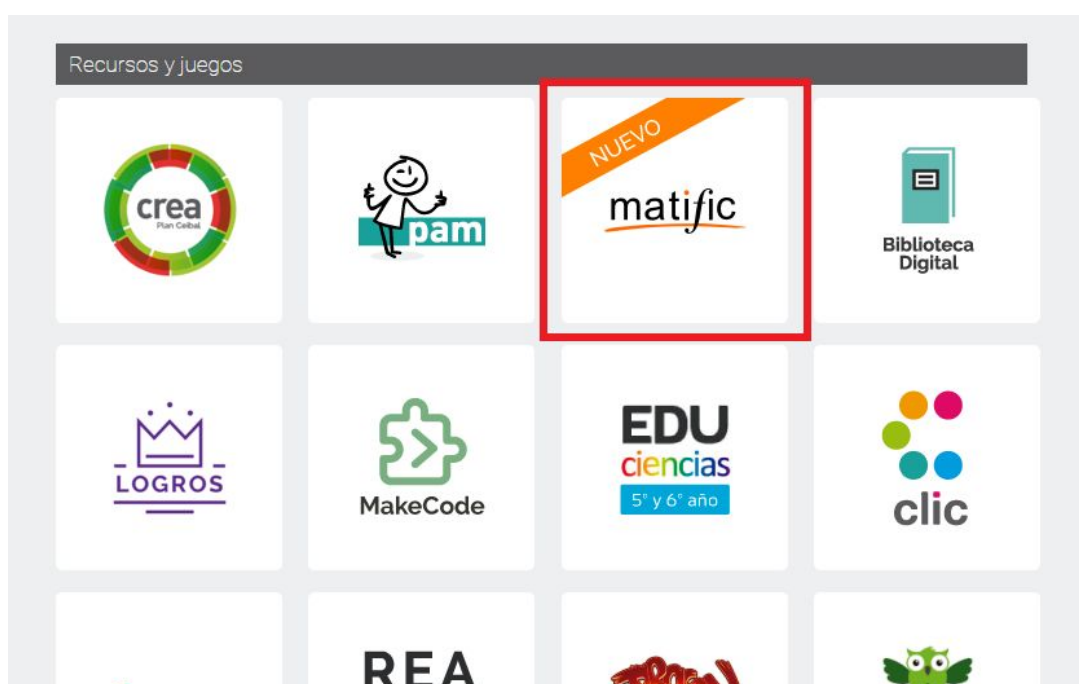 Recursos y juegos
crea
Plan Ceibal
pam
NUEVO
matific
Biblioteca
Digital
LOGROS
MakeCode
EDU
ciencias
5° y 6° año
clic
REA